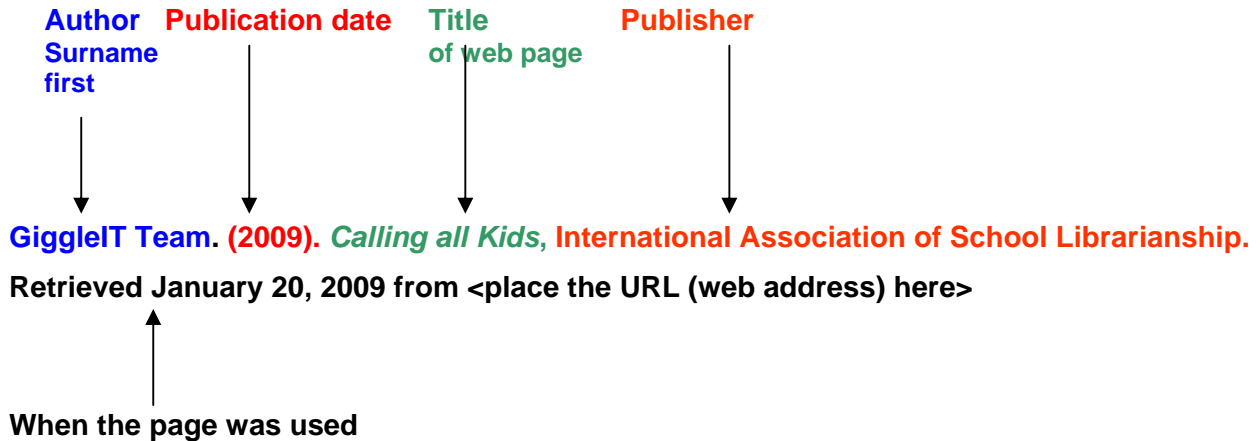 Author Publication date Title Publisher
Surname of web page
first
GiggleIT Team. (2009). Calling all Kids, International Association of School Librarianship.
Retrieved January 20, 2009 from <place the URL (web address) here>
When the page was used